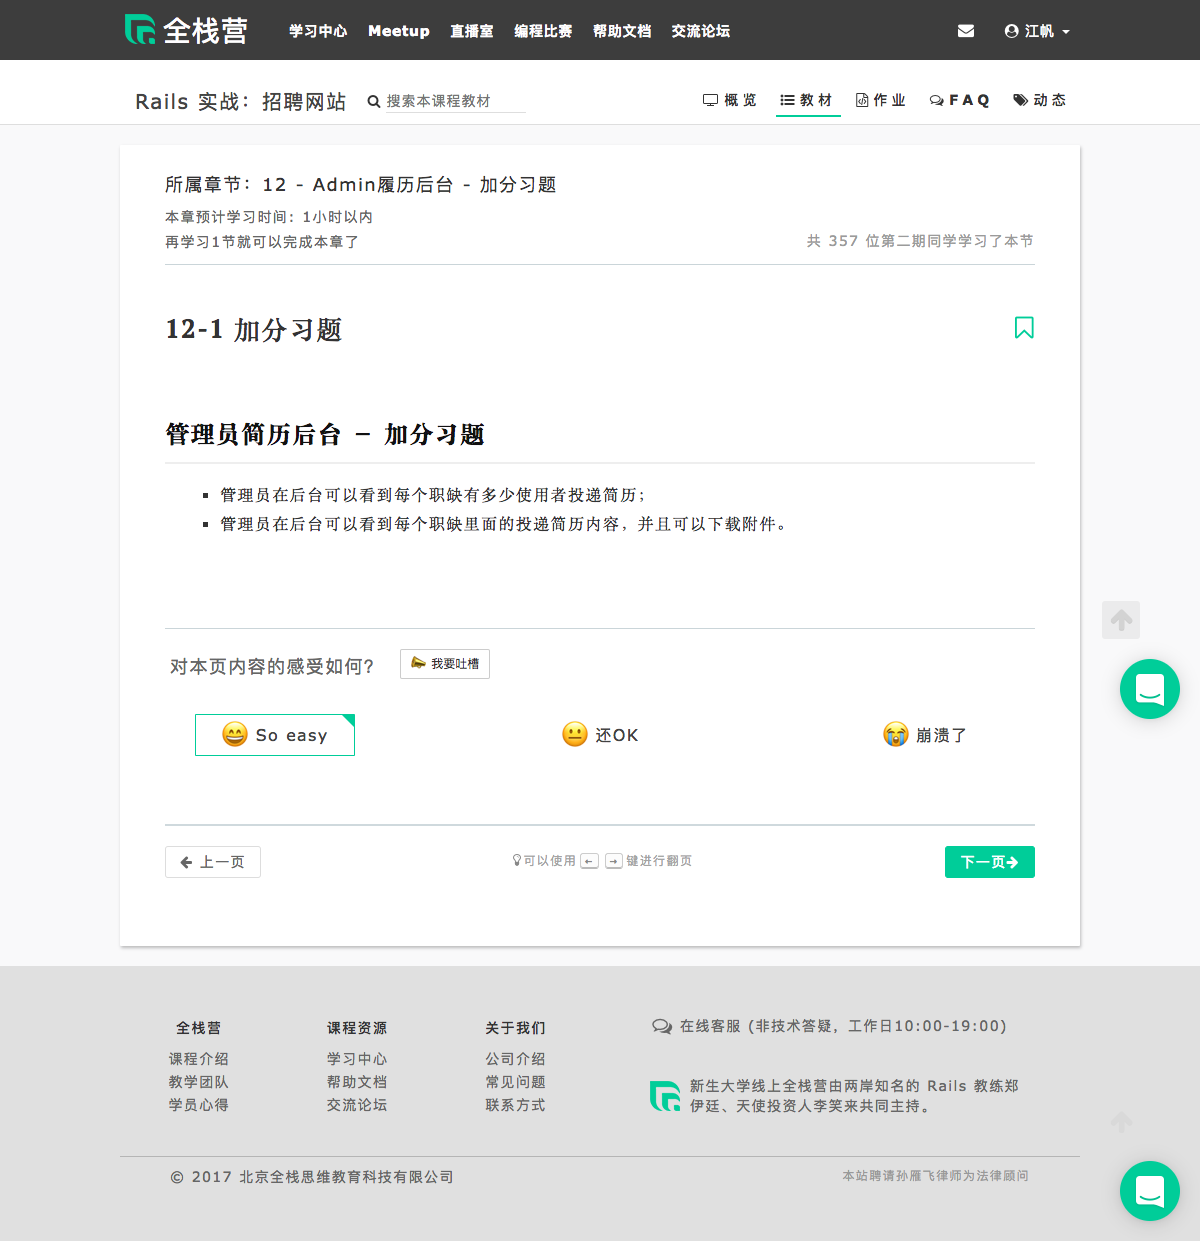 全栈营 学习中心 Meetup 直播室 编程比赛 帮助文档 交流论坛 江帆
Rails 实战：招聘网站 搜索本课程教材 概览 教材 作业 FAQ 动态
所属章节：12 - Admin履历后台 - 加分习题
本章预计学习时间：1小时以内
再学习1节就可以完成本章了 共 357 位第二期同学学习了本节
12-1 加分习题
管理员简历后台 － 加分习题
管理员在后台可以看到每个职缺有多少使用者投递简历；
管理员在后台可以看到每个职缺里面的投递简历内容，并且可以下载附件。
对本页内容的感受如何? 我要吐槽
So easy 还OK 崩溃了
上一页 可以使用 ← → 键进行翻页 下一页
全栈营 课程资源 关于我们 在线客服 (非技术答疑，工作日10:00-19:00)
课程介绍 学习中心 公司介绍
教学团队 帮助文档 常见问题
学员心得 交流论坛 联系方式
新生大学线上全栈营由两岸知名的 Rails 教练郑
伊廷、天使投资人李笑来共同主持。
© 2017 北京全栈思维教育科技有限公司 本站聘请孙雁飞律师为法律顾问